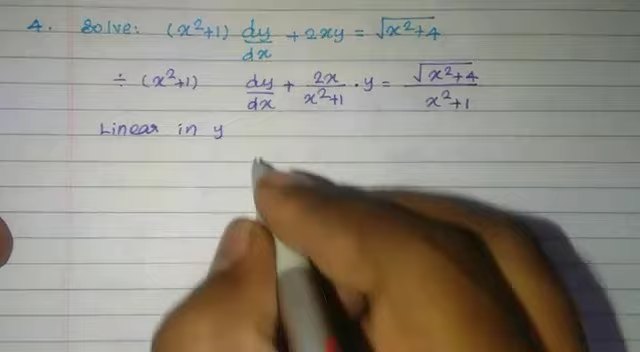 4. Solve: (x²+1) dy/dx + 2xy = √(x²+4)
÷ (x²+1) dy/dx + 2x/(x²+1) · y = √(x²+4)/(x²+1)
Linear in y